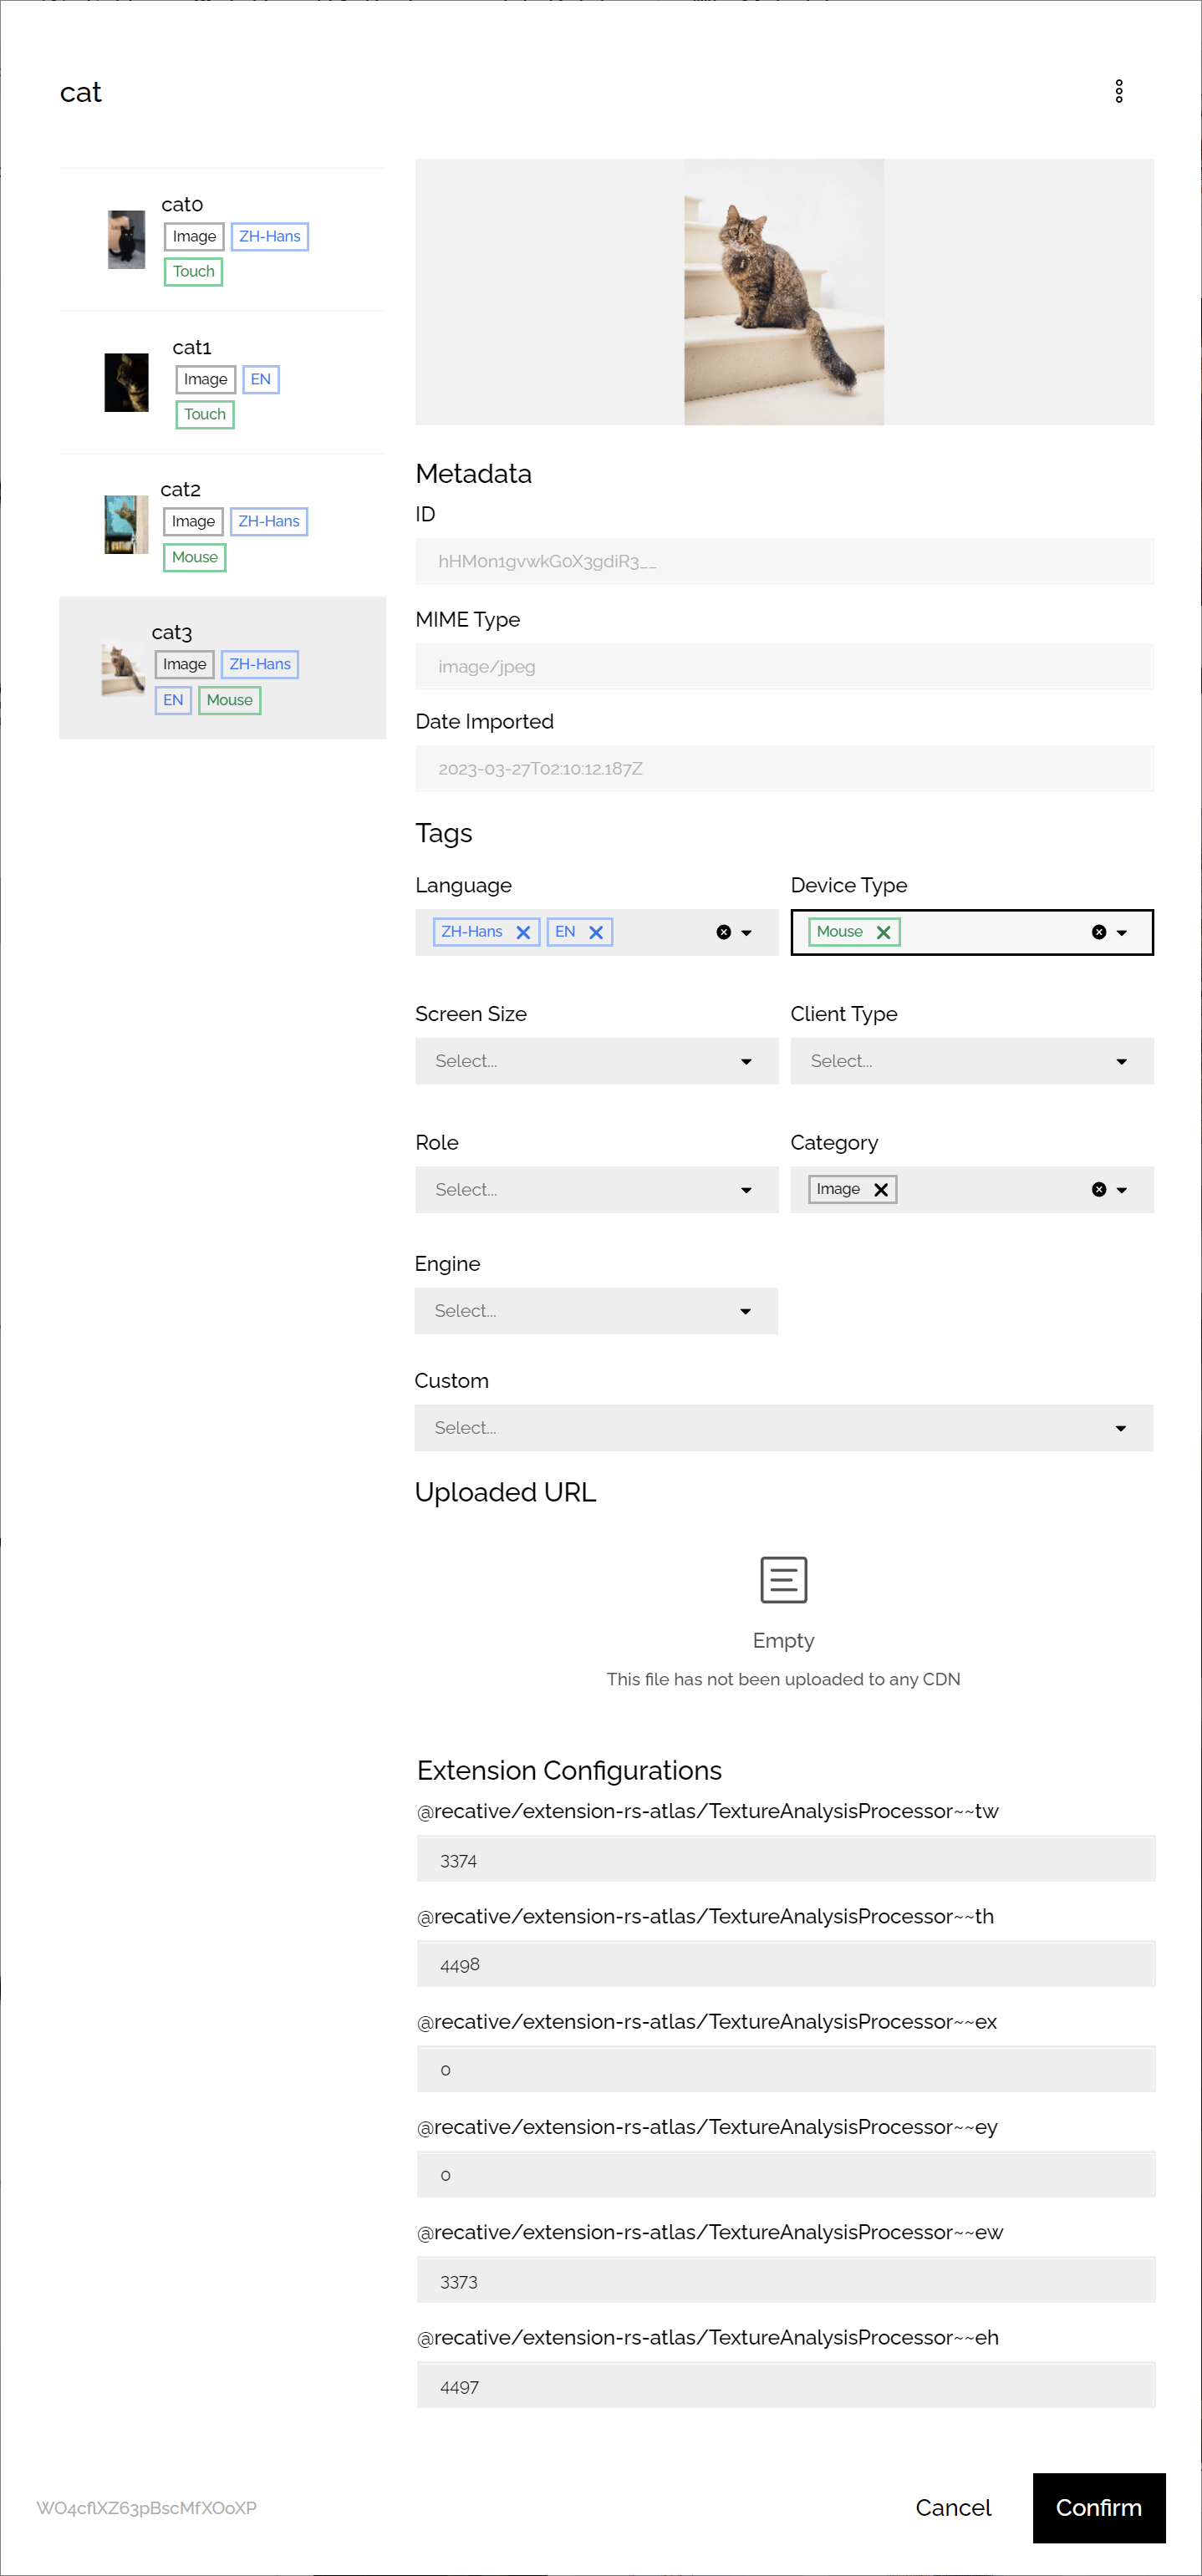 cat
cat0
Image ZH-Hans
Touch
cat1
Image EN
Touch
cat2
Image ZH-Hans
Mouse
cat3
Image ZH-Hans
EN Mouse
Metadata
ID
hHM0n1gvwkG0X3gdiR3__
MIME Type
image/jpeg
Date Imported
2023-03-27T02:10:12.187Z
Tags
Language Device Type
ZH-Hans EN Mouse
Screen Size Client Type
Select... Select...
Role Category
Select... Image
Engine
Select...
Custom
Select...
Uploaded URL
Empty
This file has not been uploaded to any CDN
Extension Configurations
@recative/extension-rs-atlas/TextureAnalysisProcessor~~tw
3374
@recative/extension-rs-atlas/TextureAnalysisProcessor~~th
4498
@recative/extension-rs-atlas/TextureAnalysisProcessor~~ex
0
@recative/extension-rs-atlas/TextureAnalysisProcessor~~ey
0
@recative/extension-rs-atlas/TextureAnalysisProcessor~~ew
3373
@recative/extension-rs-atlas/TextureAnalysisProcessor~~eh
4497
WO4cflXZ63pBscMfXOoXP Cancel Confirm